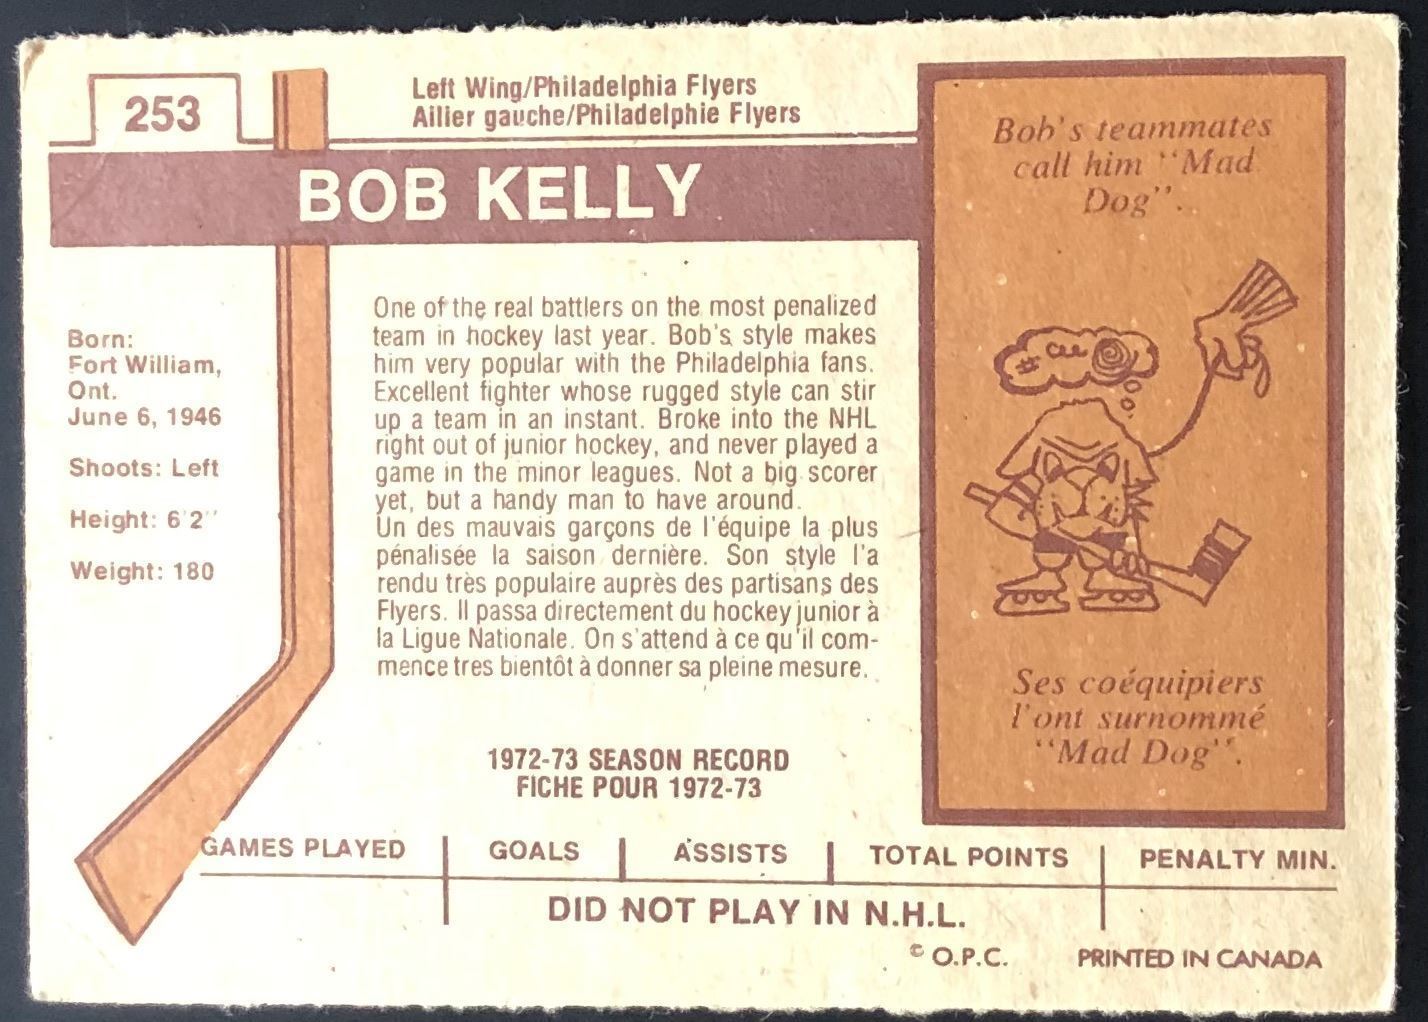 253
Left Wing/Philadelphia Flyers
Ailier gauche/Philadelphie Flyers
BOB KELLY
Born:
Fort William,
Ont.
June 6, 1946
Shoots: Left
Height: 6'2''
Weight: 180
One of the real battlers on the most penalized
team in hockey last year. Bob's style makes
him very popular with the Philadelphia fans.
Excellent fighter whose rugged style can stir
up a team in an instant. Broke into the NHL
right out of junior hockey, and never played a
game in the minor leagues. Not a big scorer
yet, but a handy man to have around.
Un des mauvais garçons de l'équipe la plus
pénalisée la saison dernière. Son style l'a
rendu très populaire auprès des partisans des
Flyers. Il passa directement du hockey junior à
la Ligue Nationale. On s'attend à ce qu'il com-
mence tres bientôt à donner sa pleine mesure.
Bob's teammates
call him "Mad
Dog".
Ses coéquipiers
l'ont surnommé
"Mad Dog".
1972-73 SEASON RECORD
FICHE POUR 1972-73
GAMES PLAYED GOALS ASSISTS TOTAL POINTS PENALTY MIN.
DID NOT PLAY IN N.H.L.
© O.P.C. PRINTED IN CANADA